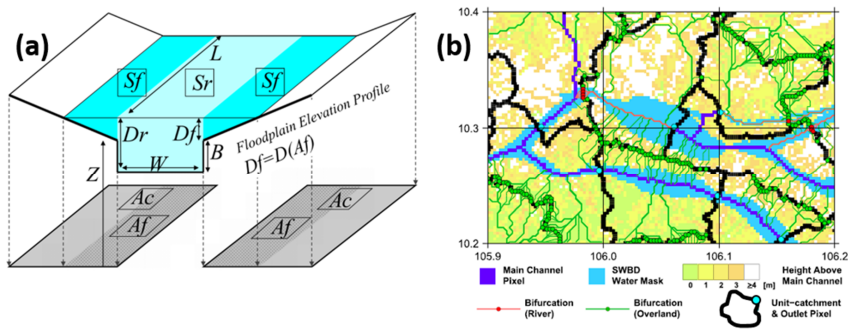 (a)
L
Sf
Sr
Sf
Dr
Df
W
B
Z
Floodplain Elevation Profile
Df=D(Af)
Ac
Af
Ac
Af
(b)
10.4
10.3
10.2
105.9
106.0
106.1
106.2
Main Channel
Pixel
SWBD
Water Mask
0 1 2 3 ≥4 [m]
Height Above
Main Channel
Bifurcation
(River)
Bifurcation
(Overland)
Unit−catchment
& Outlet Pixel